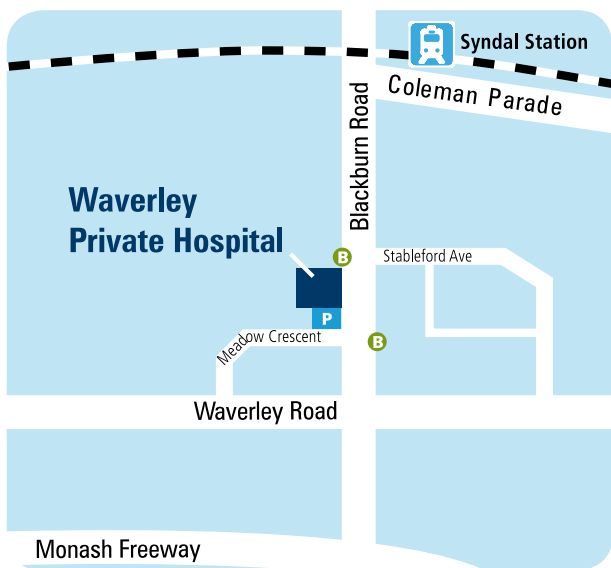 Syndal Station
Coleman Parade
Blackburn Road
Waverley
Private Hospital
B
Stableford Ave
P
Meadow Crescent
B
Waverley Road
Monash Freeway